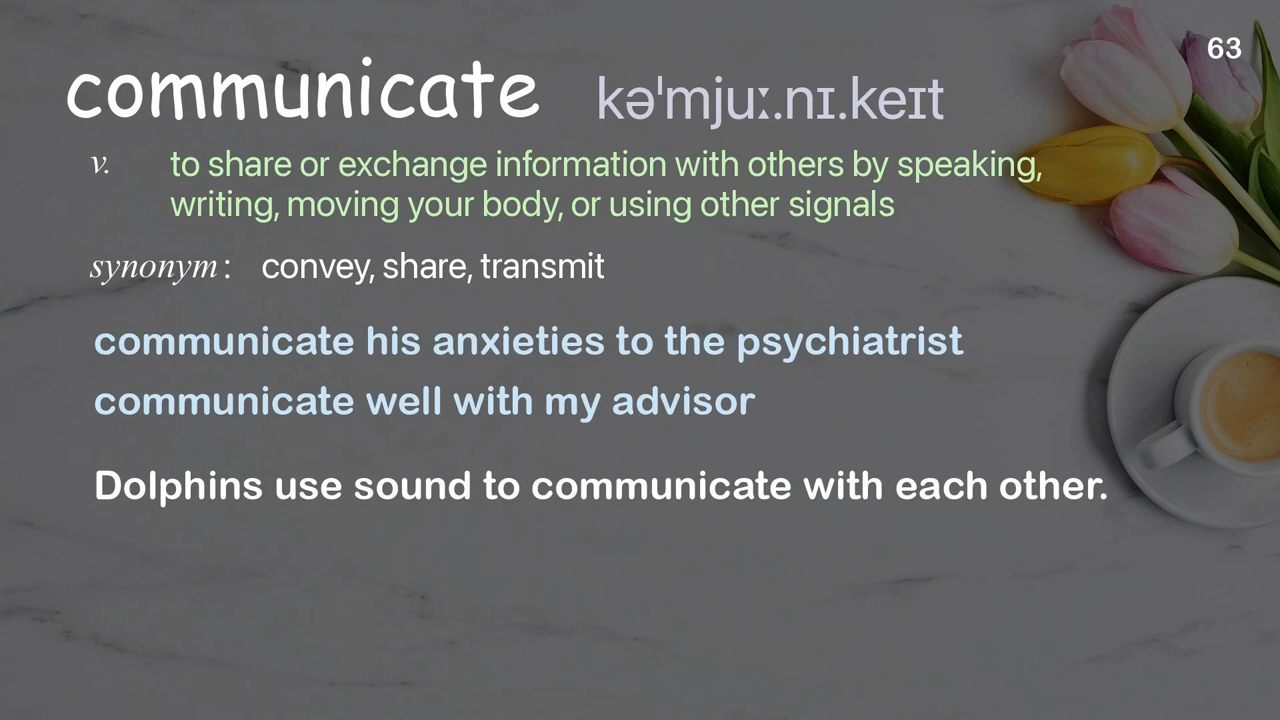 63
communicate kəˈmjuː.nɪ.keɪt
v. to share or exchange information with others by speaking,
writing, moving your body, or using other signals
synonym: convey, share, transmit
communicate his anxieties to the psychiatrist
communicate well with my advisor
Dolphins use sound to communicate with each other.